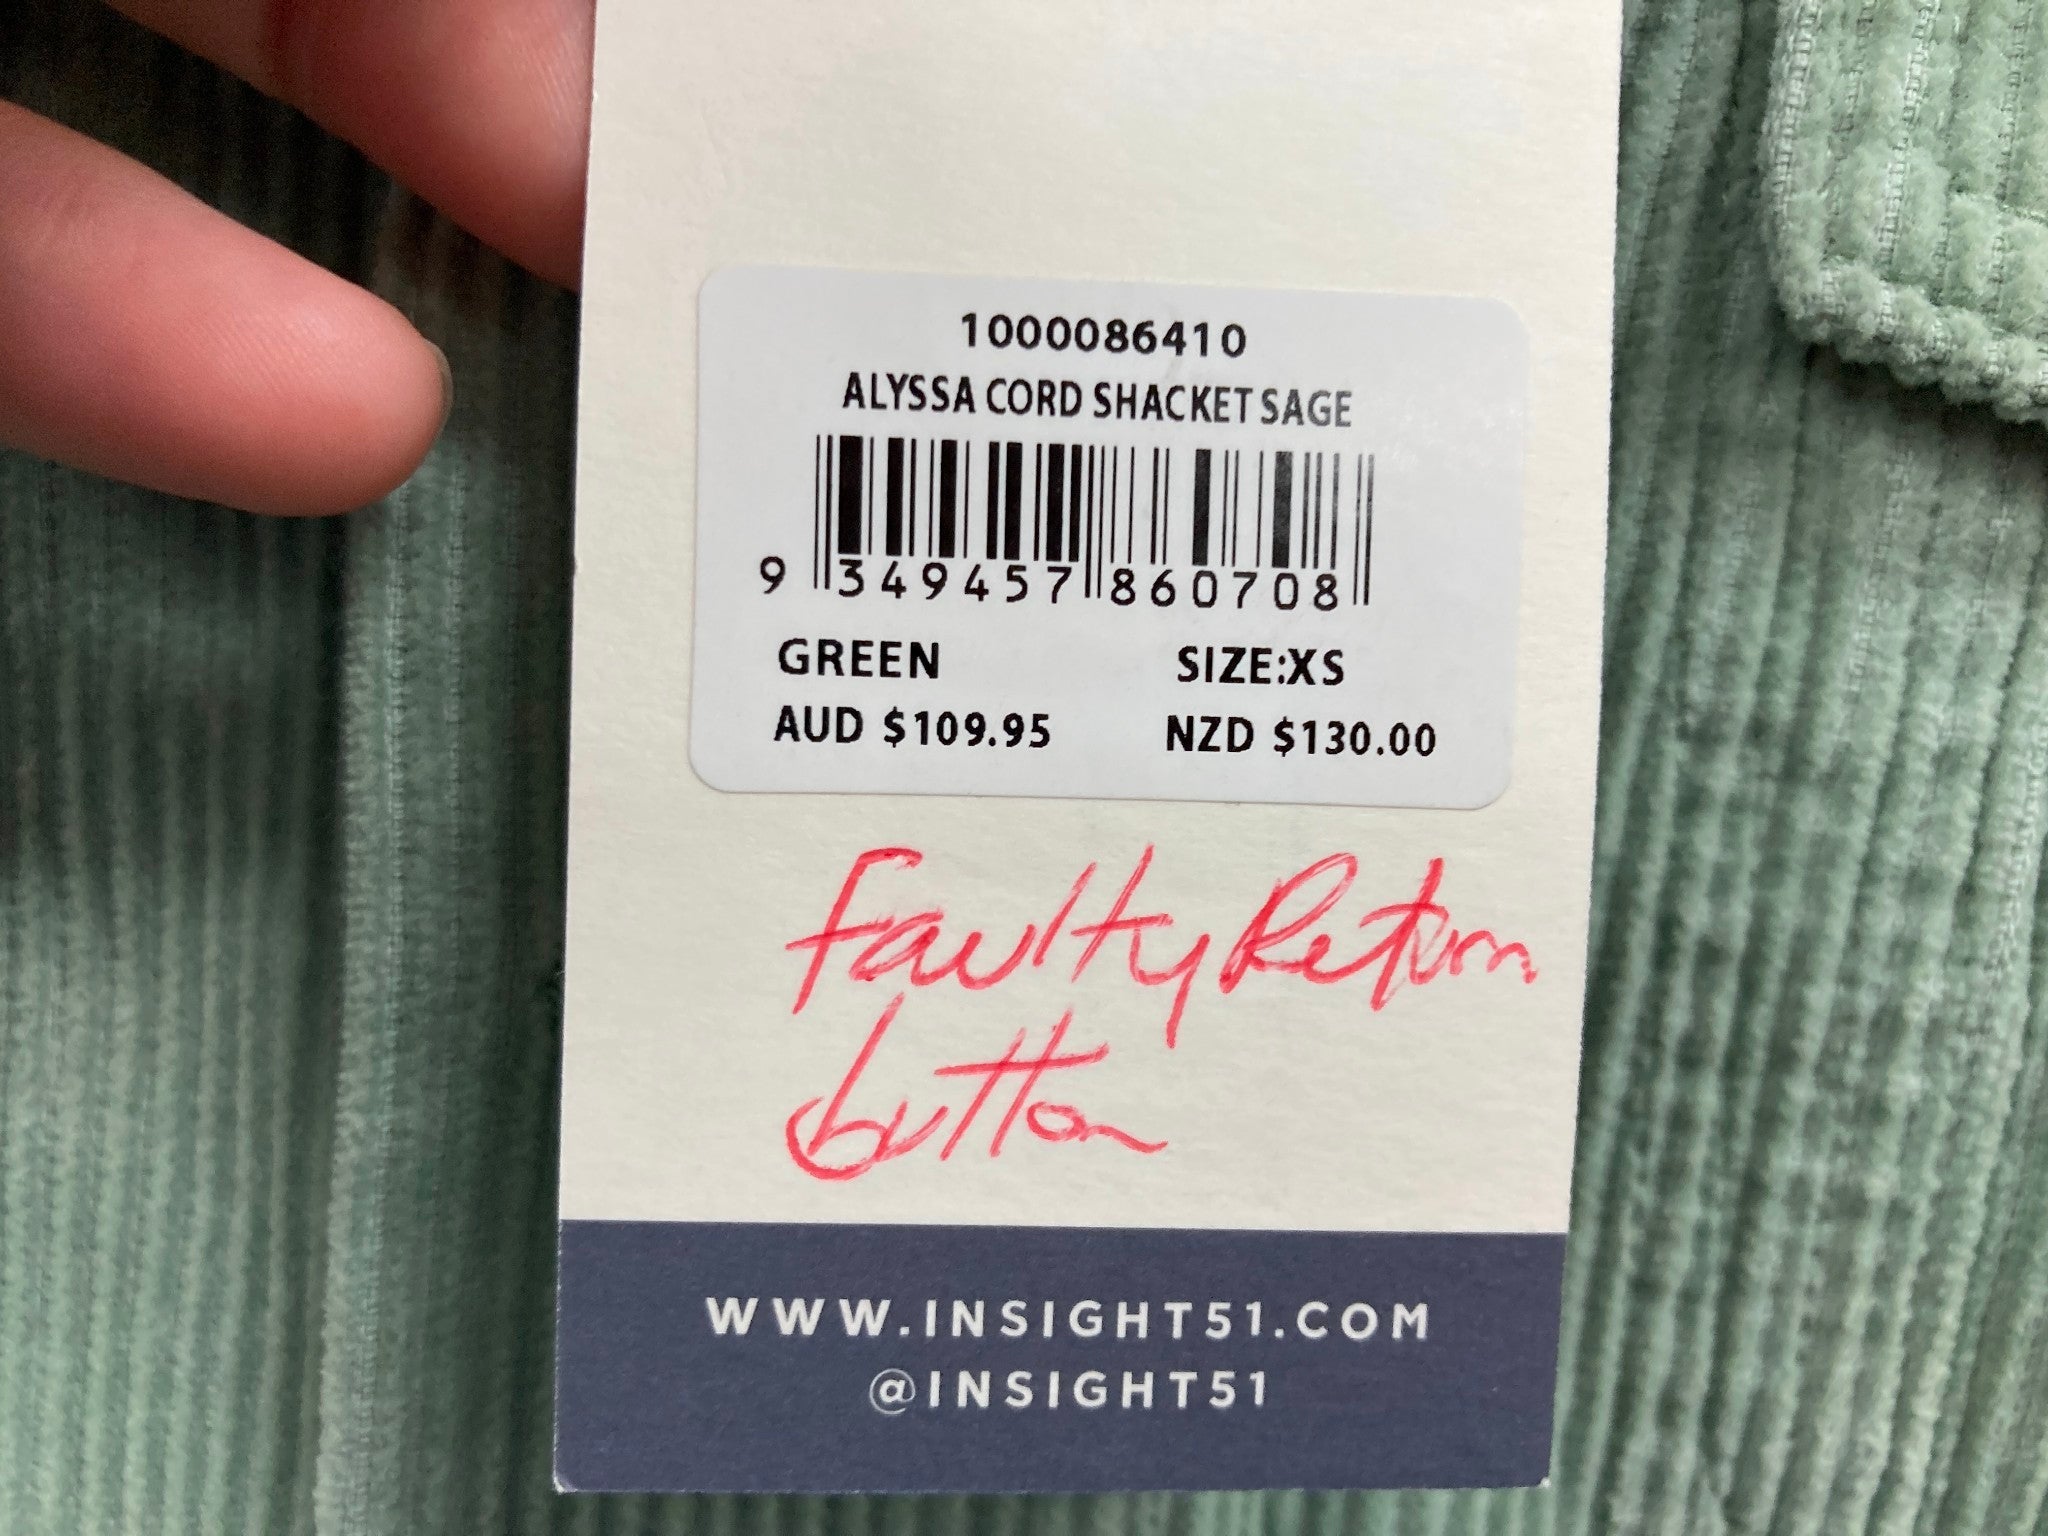 1000086410
ALYSSA CORD SHACKET SAGE
9 349457 860708
GREEN SIZE:XS
AUD $109.95 NZD $130.00
Faulty Return
button
WWW.INSIGHT51.COM
@INSIGHT51